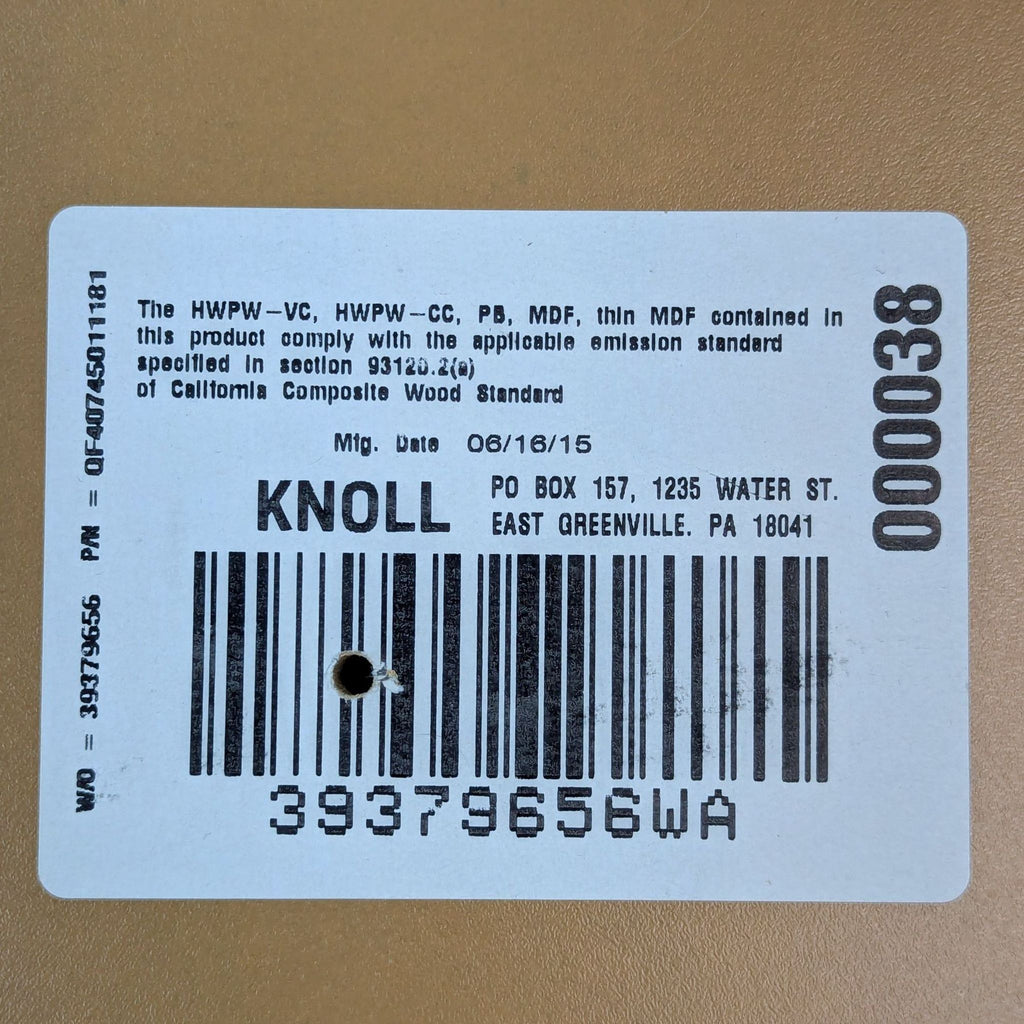 The HWPW-VC, HWPW-CC, PB, MDF, thin MDF contained in
this product comply with the applicable emission standard
specified in section 93120.2(a)
of California Composite Wood Standard
Mfg. Date 06/16/15
KNOLL
PO BOX 157, 1235 WATER ST.
EAST GREENVILLE. PA 18041
39379656WA
W/O = 39379656 P/N = QF40745011181
000038